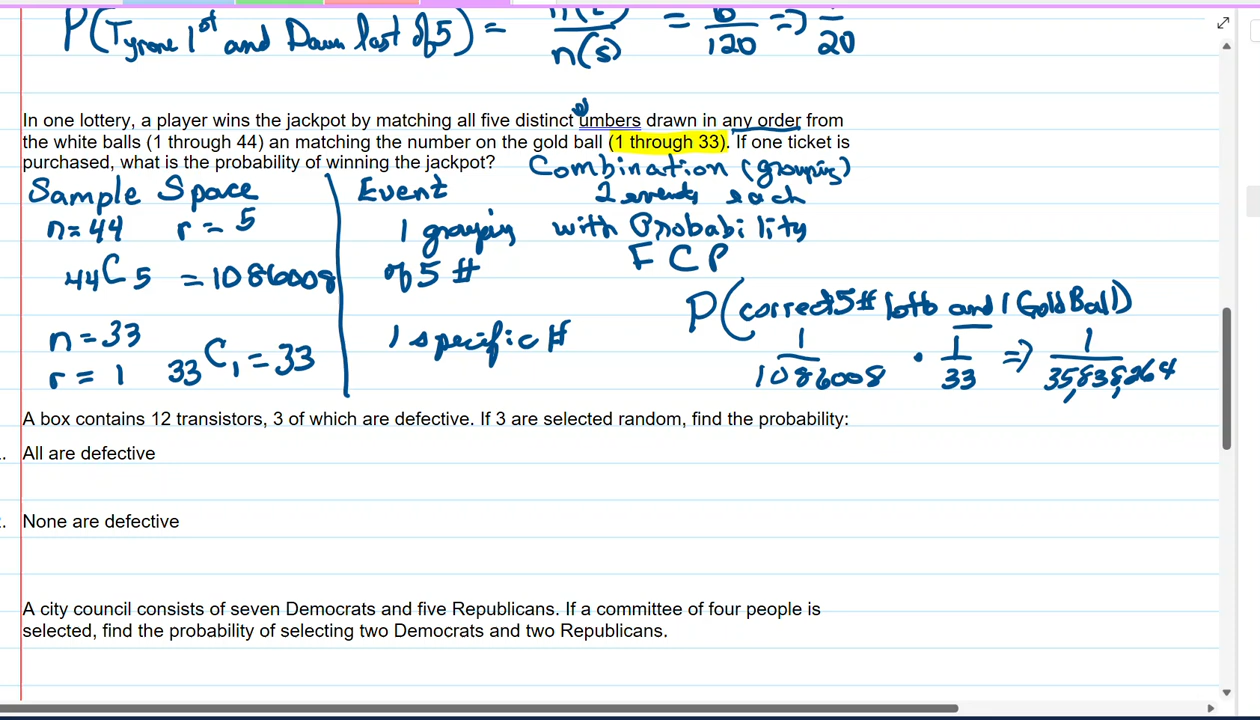 P(Tyrone 1st and Dawn last of 5) = n(E)/n(S) = 6/120 => 1/20
In one lottery, a player wins the jackpot by matching all five distinct numbers drawn in any order from
the white balls (1 through 44) an matching the number on the gold ball (1 through 33). If one ticket is
purchased, what is the probability of winning the jackpot?
Combination (grouping)
2 events each
with Probability
F C P
Sample Space
n = 44 r = 5
44C5 = 1086008
n = 33
r = 1 33C1 = 33
Event
1 grouping
of 5 #
1 specific #
P(correct 5# lotto and 1 Gold Ball)
1/1086008 · 1/33 => 1/35,838,264
A box contains 12 transistors, 3 of which are defective. If 3 are selected random, find the probability:
. All are defective
. None are defective
A city council consists of seven Democrats and five Republicans. If a committee of four people is
selected, find the probability of selecting two Democrats and two Republicans.